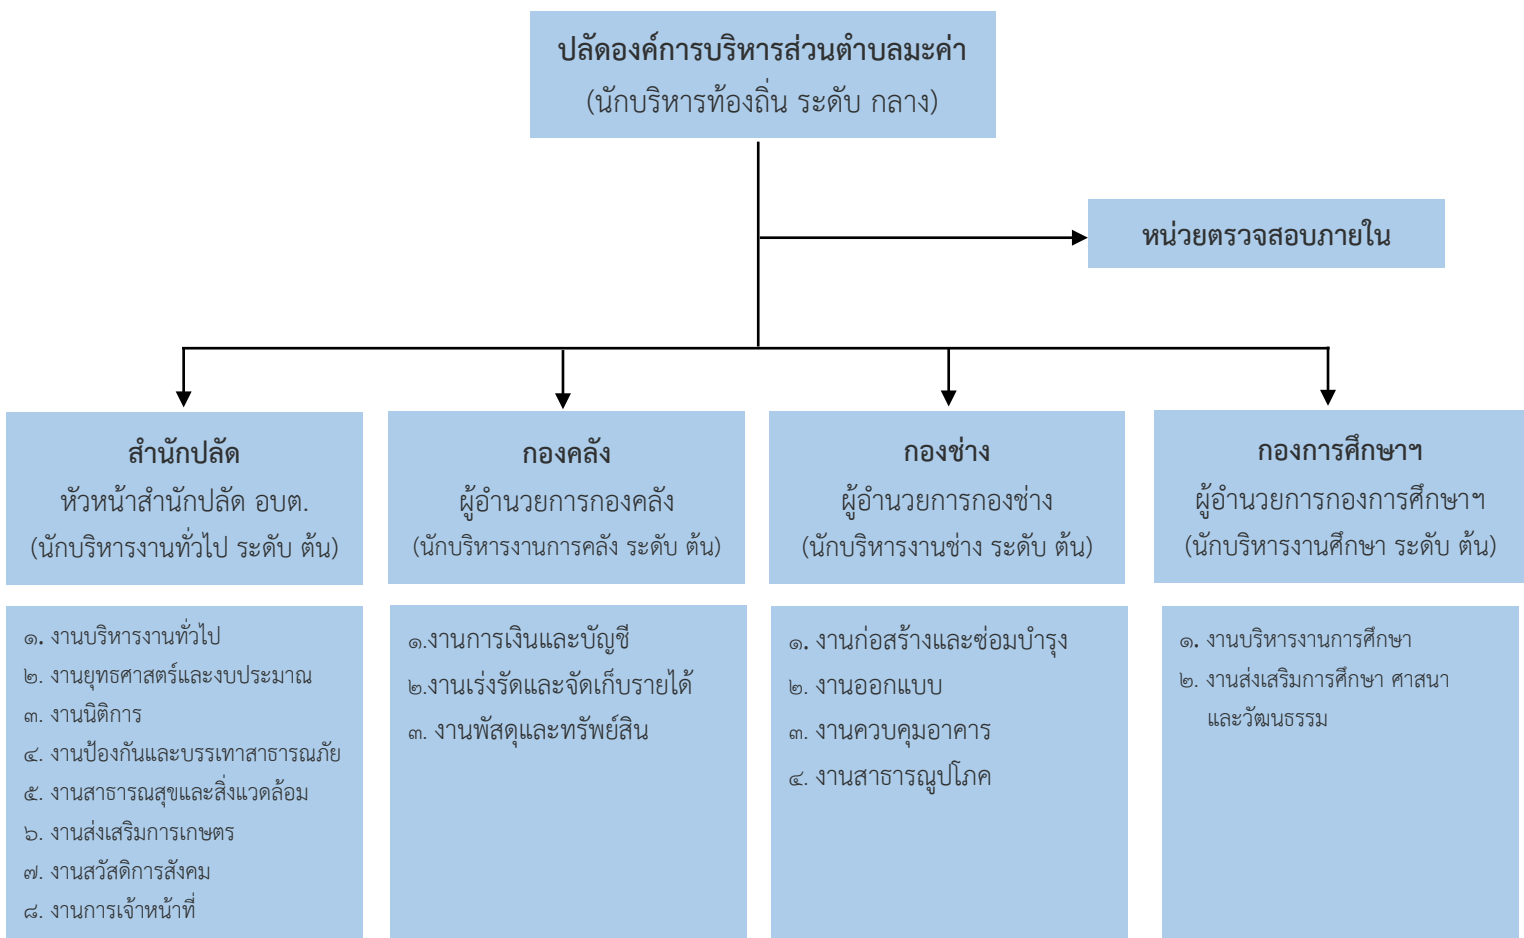 ปลัดองค์การบริหารส่วนตำบลมะค่า
(นักบริหารท้องถิ่น ระดับ กลาง)
หน่วยตรวจสอบภายใน
สำนักปลัด
หัวหน้าสำนักปลัด อบต.
(นักบริหารงานทั่วไป ระดับ ต้น)
กองคลัง
ผู้อำนวยการกองคลัง
(นักบริหารงานการคลัง ระดับ ต้น)
กองช่าง
ผู้อำนวยการกองช่าง
(นักบริหารงานช่าง ระดับ ต้น)
กองการศึกษาฯ
ผู้อำนวยการกองการศึกษาฯ
(นักบริหารงานศึกษา ระดับ ต้น)
๑. งานบริหารงานทั่วไป
๒. งานยุทธศาสตร์และงบประมาณ
๓. งานนิติการ
๔. งานป้องกันและบรรเทาสาธารณภัย
๕. งานสาธารณสุขและสิ่งแวดล้อม
๖. งานส่งเสริมการเกษตร
๗. งานสวัสดิการสังคม
๘. งานการเจ้าหน้าที่
๑.งานการเงินและบัญชี
๒.งานเร่งรัดและจัดเก็บรายได้
๓. งานพัสดุและทรัพย์สิน
๑. งานก่อสร้างและซ่อมบำรุง
๒. งานออกแบบ
๓. งานควบคุมอาคาร
๔. งานสาธารณูปโภค
๑. งานบริหารงานการศึกษา
๒. งานส่งเสริมการศึกษา ศาสนา
และวัฒนธรรม